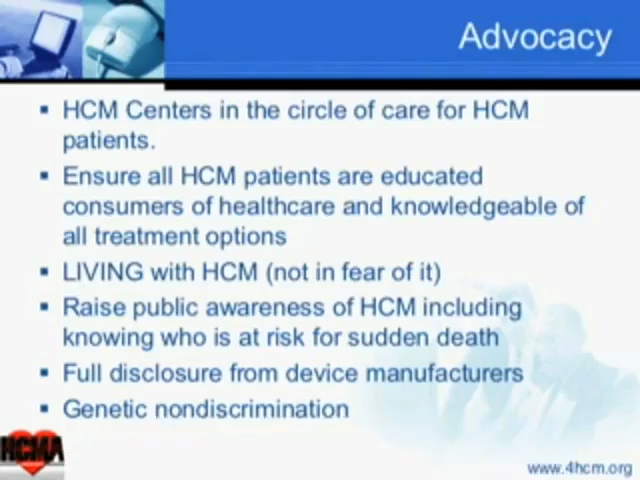 Advocacy
▪ HCM Centers in the circle of care for HCM
patients.
▪ Ensure all HCM patients are educated
consumers of healthcare and knowledgeable of
all treatment options
▪ LIVING with HCM (not in fear of it)
▪ Raise public awareness of HCM including
knowing who is at risk for sudden death
▪ Full disclosure from device manufacturers
▪ Genetic nondiscrimination
HCMA
www.4hcm.org